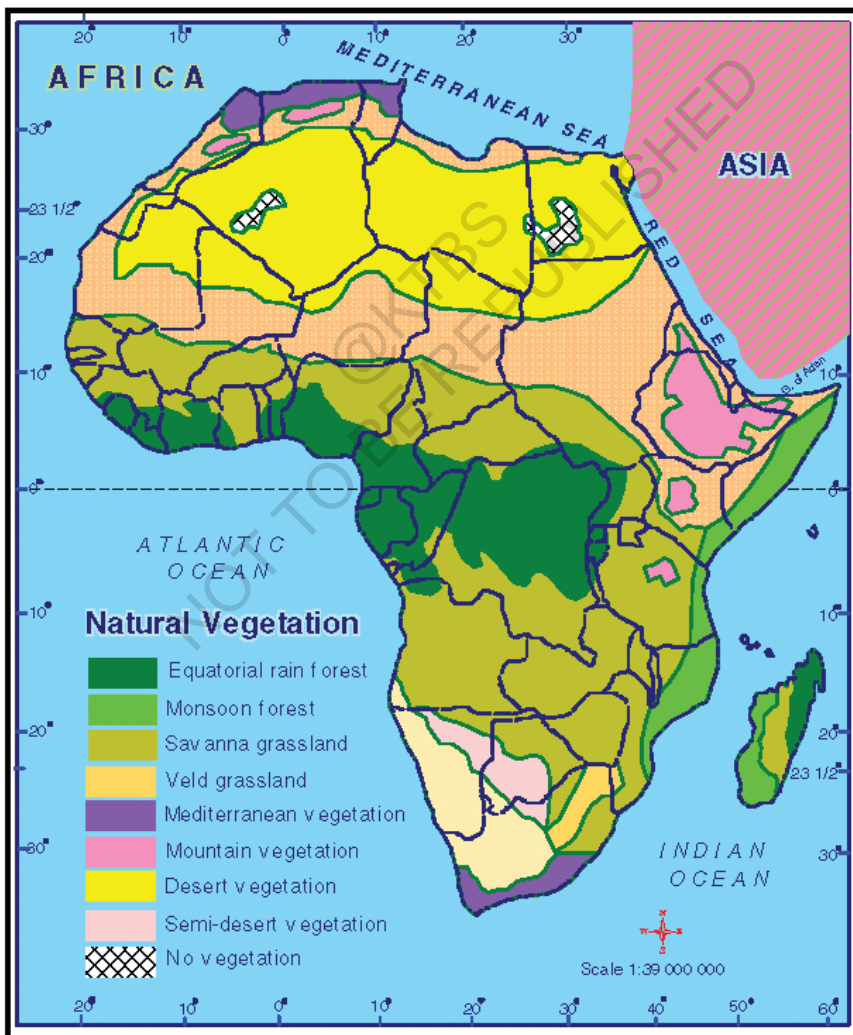 20° 10° 0° 10° 20° 30°
AFRICA
MEDITERRANEAN SEA
30°
ASIA
23 1/2°
20°
RED SEA
@KTBS
NOT TO BE REPUBLISHED
G. of Aden
10° 10°
0° 0°
ATLANTIC
OCEAN
10° 10°
Natural Vegetation
Equatorial rain forest
Monsoon forest
Savanna grassland
Veld grassland
Mediterranean vegetation
Mountain vegetation
Desert vegetation
Semi-desert vegetation
No vegetation
20° 20°
23 1/2°
30° 30°
INDIAN
OCEAN
N
W E
S
Scale 1:39 000 000
20° 10° 0° 10° 20° 30° 40° 50° 60°